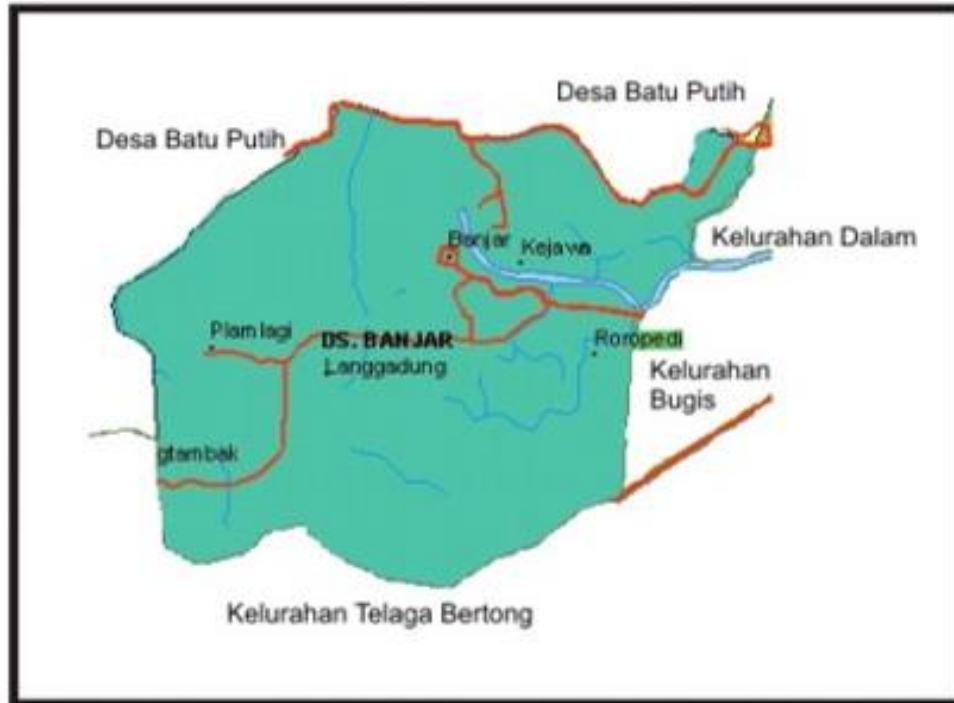 Desa Batu Putih
Desa Batu Putih
Kelurahan Dalam
Banjar
Kejawa
Plamlagi
DS. BANJAR
Langgadung
Roropedi
Kelurahan
Bugis
gtambak
Kelurahan Telaga Bertong